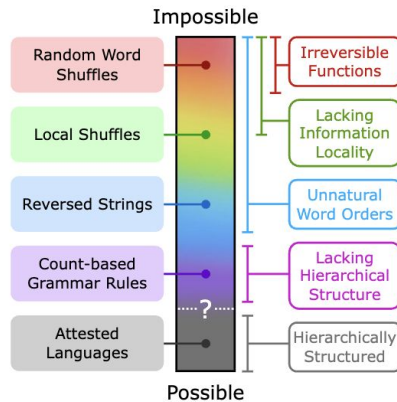 Impossible
Random Word
Shuffles
Irreversible
Functions
Local Shuffles
Lacking
Information
Locality
Reversed Strings
Unnatural
Word Orders
Count-based
Grammar Rules
Lacking
Hierarchical
Structure
?
Attested
Languages
Hierarchically
Structured
Possible